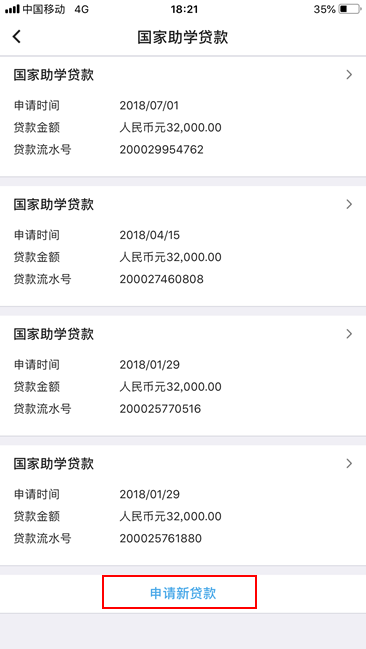 中国移动 4G 18:21 35%
国家助学贷款
国家助学贷款
申请时间 2018/07/01
贷款金额 人民币元32,000.00
贷款流水号 200029954762
国家助学贷款
申请时间 2018/04/15
贷款金额 人民币元32,000.00
贷款流水号 200027460808
国家助学贷款
申请时间 2018/01/29
贷款金额 人民币元32,000.00
贷款流水号 200025770516
国家助学贷款
申请时间 2018/01/29
贷款金额 人民币元32,000.00
贷款流水号 200025761880
申请新贷款